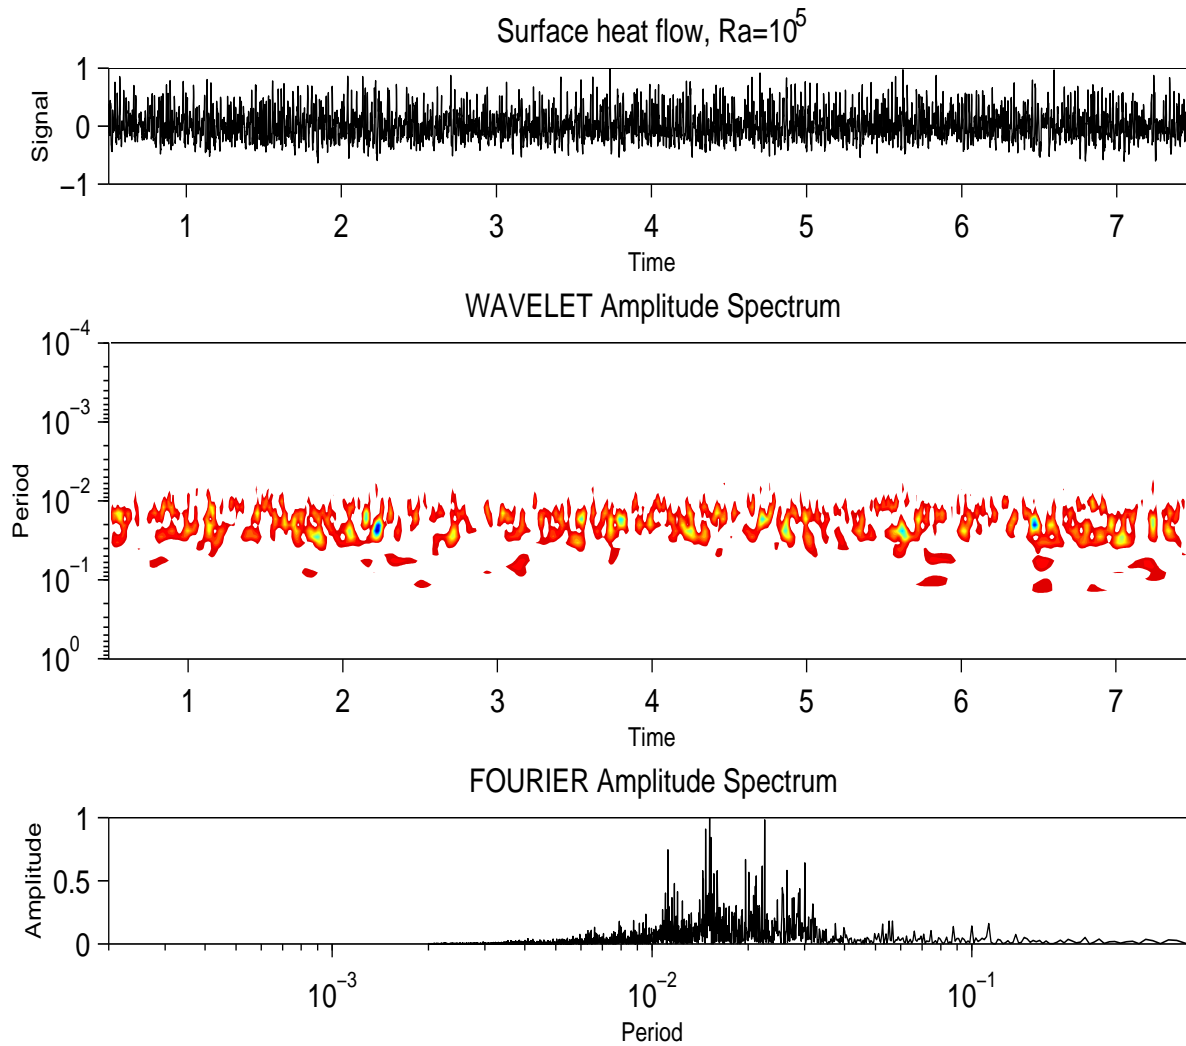 Surface heat flow, Ra=10^5
1
0
−1
Signal
1 2 3 4 5 6 7
Time
WAVELET Amplitude Spectrum
10^−4
10^−3
10^−2
10^−1
10^0
Period
1 2 3 4 5 6 7
Time
FOURIER Amplitude Spectrum
1
0.5
0
Amplitude
10^−3 10^−2 10^−1
Period